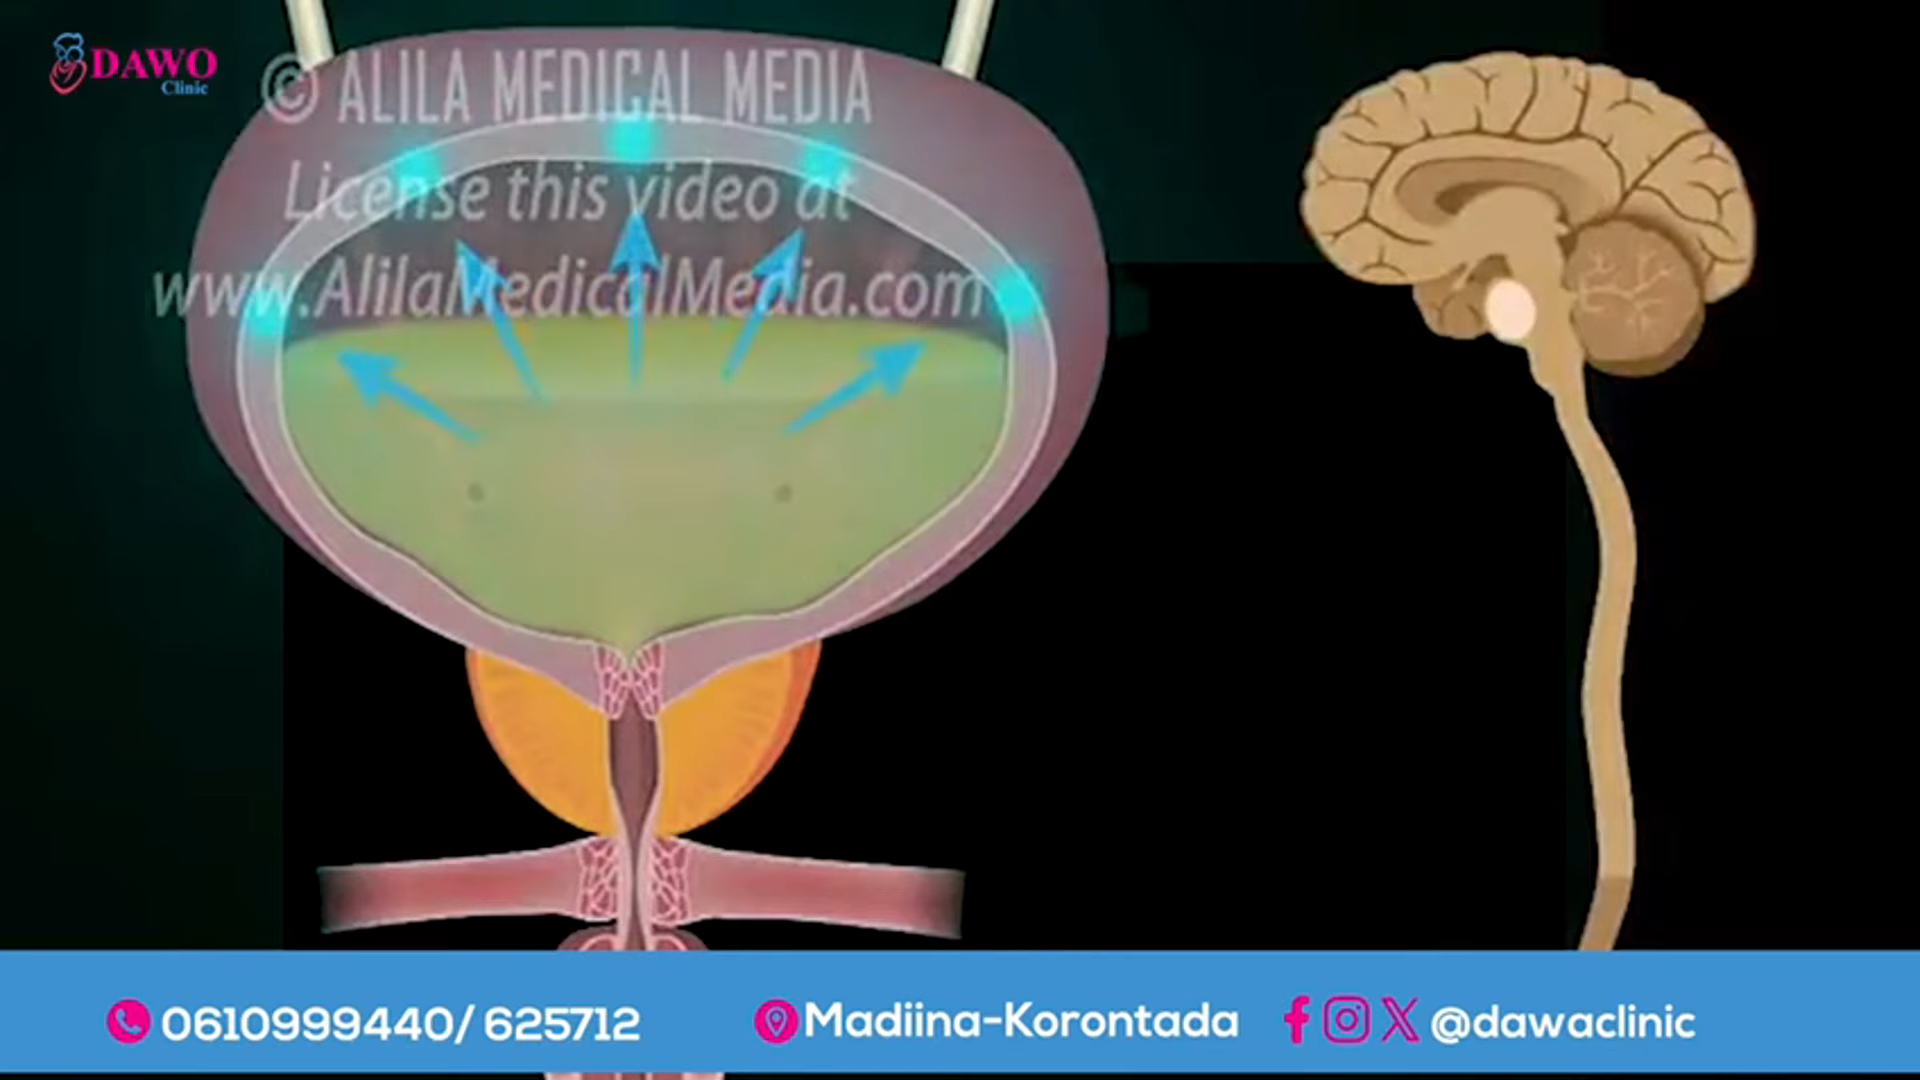 DAWO
Clinic
© ALILA MEDICAL MEDIA
License this video at
www.AlilaMedicalMedia.com
0610999440/ 625712
Madiina-Korontada
@dawaclinic